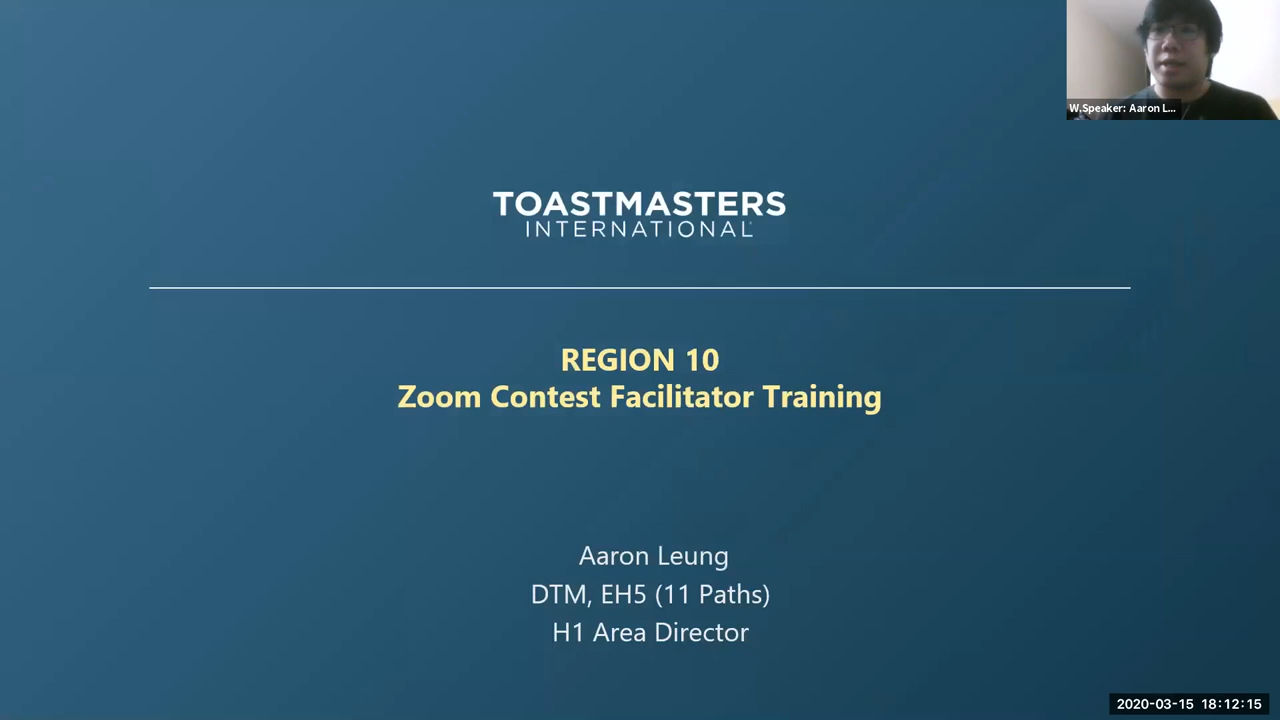 W.Speaker: Aaron L...
TOASTMASTERS
INTERNATIONAL
REGION 10
Zoom Contest Facilitator Training
Aaron Leung
DTM, EH5 (11 Paths)
H1 Area Director
2020-03-15 18:12:15